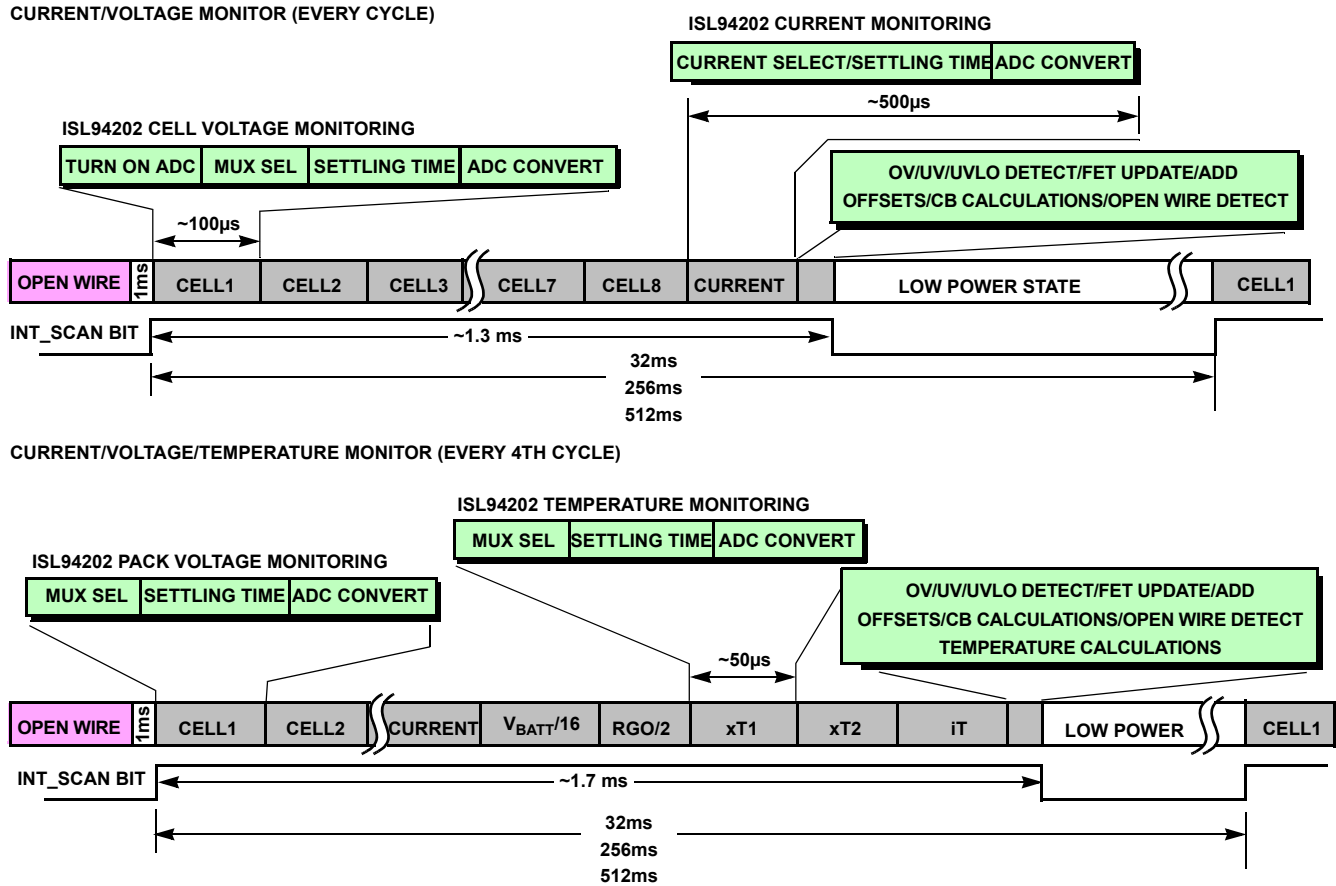 CURRENT/VOLTAGE MONITOR (EVERY CYCLE)
ISL94202 CURRENT MONITORING
CURRENT SELECT/SETTLING TIME ADC CONVERT
~500µs
ISL94202 CELL VOLTAGE MONITORING
TURN ON ADC MUX SEL SETTLING TIME ADC CONVERT
OV/UV/UVLO DETECT/FET UPDATE/ADD
OFFSETS/CB CALCULATIONS/OPEN WIRE DETECT
~100µs
OPEN WIRE 1ms CELL1 CELL2 CELL3 CELL7 CELL8 CURRENT LOW POWER STATE CELL1
INT_SCAN BIT
~1.3 ms
32ms
256ms
512ms
CURRENT/VOLTAGE/TEMPERATURE MONITOR (EVERY 4TH CYCLE)
ISL94202 TEMPERATURE MONITORING
MUX SEL SETTLING TIME ADC CONVERT
ISL94202 PACK VOLTAGE MONITORING
MUX SEL SETTLING TIME ADC CONVERT
OV/UV/UVLO DETECT/FET UPDATE/ADD
OFFSETS/CB CALCULATIONS/OPEN WIRE DETECT
TEMPERATURE CALCULATIONS
~50µs
OPEN WIRE 1ms CELL1 CELL2 CURRENT VBATT/16 RGO/2 xT1 xT2 iT LOW POWER CELL1
INT_SCAN BIT
~1.7 ms
32ms
256ms
512ms